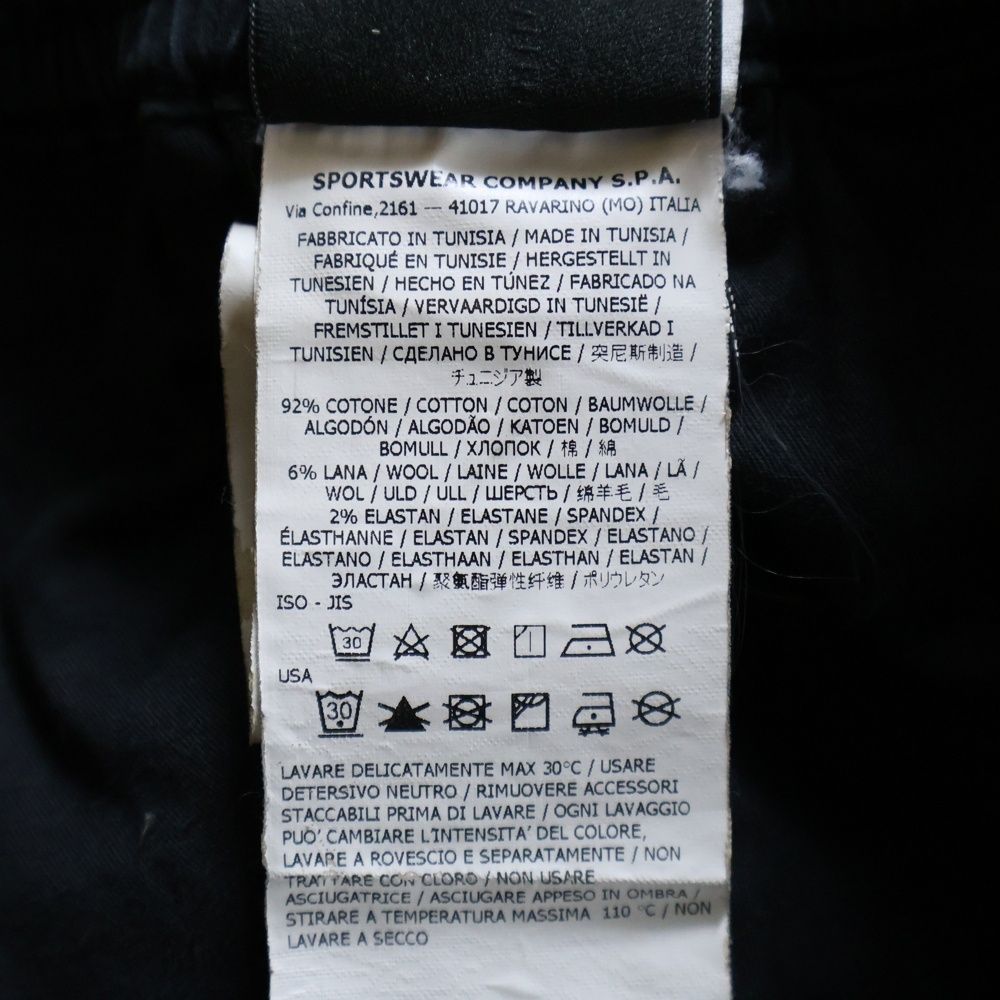 SPORTSWEAR COMPANY S.P.A.
Via Confine,2161 — 41017 RAVARINO (MO) ITALIA
FABBRICATO IN TUNISIA / MADE IN TUNISIA /
FABRIQUÉ EN TUNISIE / HERGESTELLT IN
TUNESIEN / HECHO EN TÚNEZ / FABRICADO NA
TUNÍSIA / VERVAARDIGD IN TUNESIË /
FREMSTILLET I TUNESIEN / TILLVERKAD I
TUNISIEN / СДЕЛАНО В ТУНИСЕ / 突尼斯制造 /
チュニジア製
92% COTONE / COTTON / COTON / BAUMWOLLE /
ALGODÓN / ALGODÃO / KATOEN / BOMULD /
BOMULL / ХЛОПОК / 棉 / 綿
6% LANA / WOOL / LAINE / WOLLE / LANA / LÃ /
WOL / ULD / ULL / ШЕРСТЬ / 绵羊毛 / 毛
2% ELASTAN / ELASTANE / SPANDEX /
ÉLASTHANNE / ELASTAN / SPANDEX / ELASTANO /
ELASTANO / ELASTHAAN / ELASTHAN / ELASTAN /
ЭЛАСТАН / 聚氨酯弹性纤维 / ポリウレタン
ISO - JIS
30
USA
30
LAVARE DELICATAMENTE MAX 30°C / USARE
DETERSIVO NEUTRO / RIMUOVERE ACCESSORI
STACCABILI PRIMA DI LAVARE / OGNI LAVAGGIO
PUO' CAMBIARE L'INTENSITA' DEL COLORE,
LAVARE A ROVESCIO E SEPARATAMENTE / NON
TRATTARE CON CLORO / NON USARE
ASCIUGATRICE / ASCIUGARE APPESO IN OMBRA /
STIRARE A TEMPERATURA MASSIMA 110 °C / NON
LAVARE A SECCO